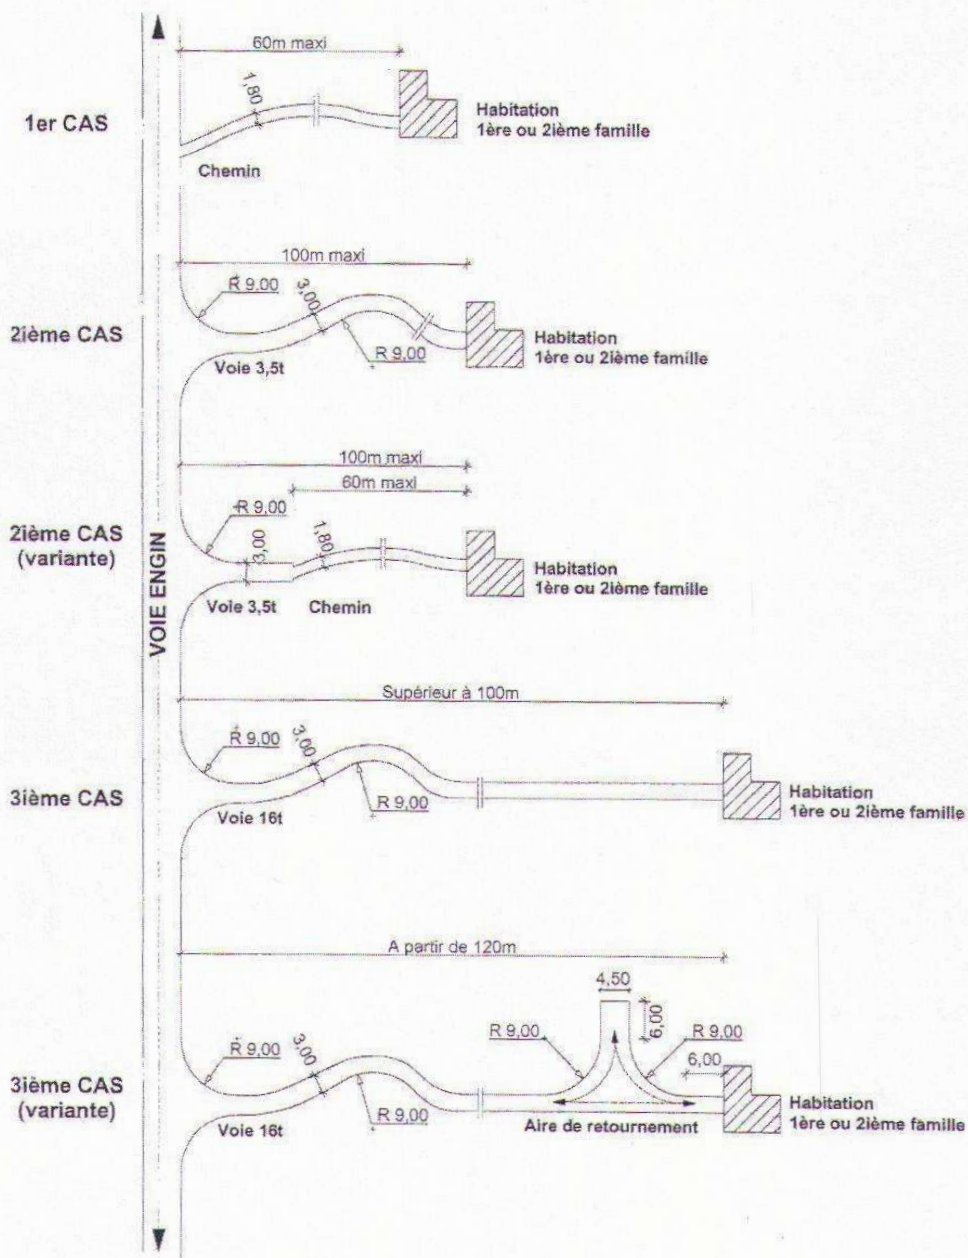 VOIE ENGIN
1er CAS
60m maxi
1,80
Chemin
Habitation
1ère ou 2ième famille
2ième CAS
100m maxi
R 9,00
3,00
R 9,00
Voie 3,5t
Habitation
1ère ou 2ième famille
2ième CAS
(variante)
100m maxi
60m maxi
R 9,00
3,00
1,80
Voie 3,5t
Chemin
Habitation
1ère ou 2ième famille
3ième CAS
Supérieur à 100m
R 9,00
3,00
R 9,00
Voie 16t
Habitation
1ère ou 2ième famille
3ième CAS
(variante)
A partir de 120m
4,50
6,00
R 9,00
R 9,00
6,00
R 9,00
3,00
R 9,00
Voie 16t
Aire de retournement
Habitation
1ère ou 2ième famille